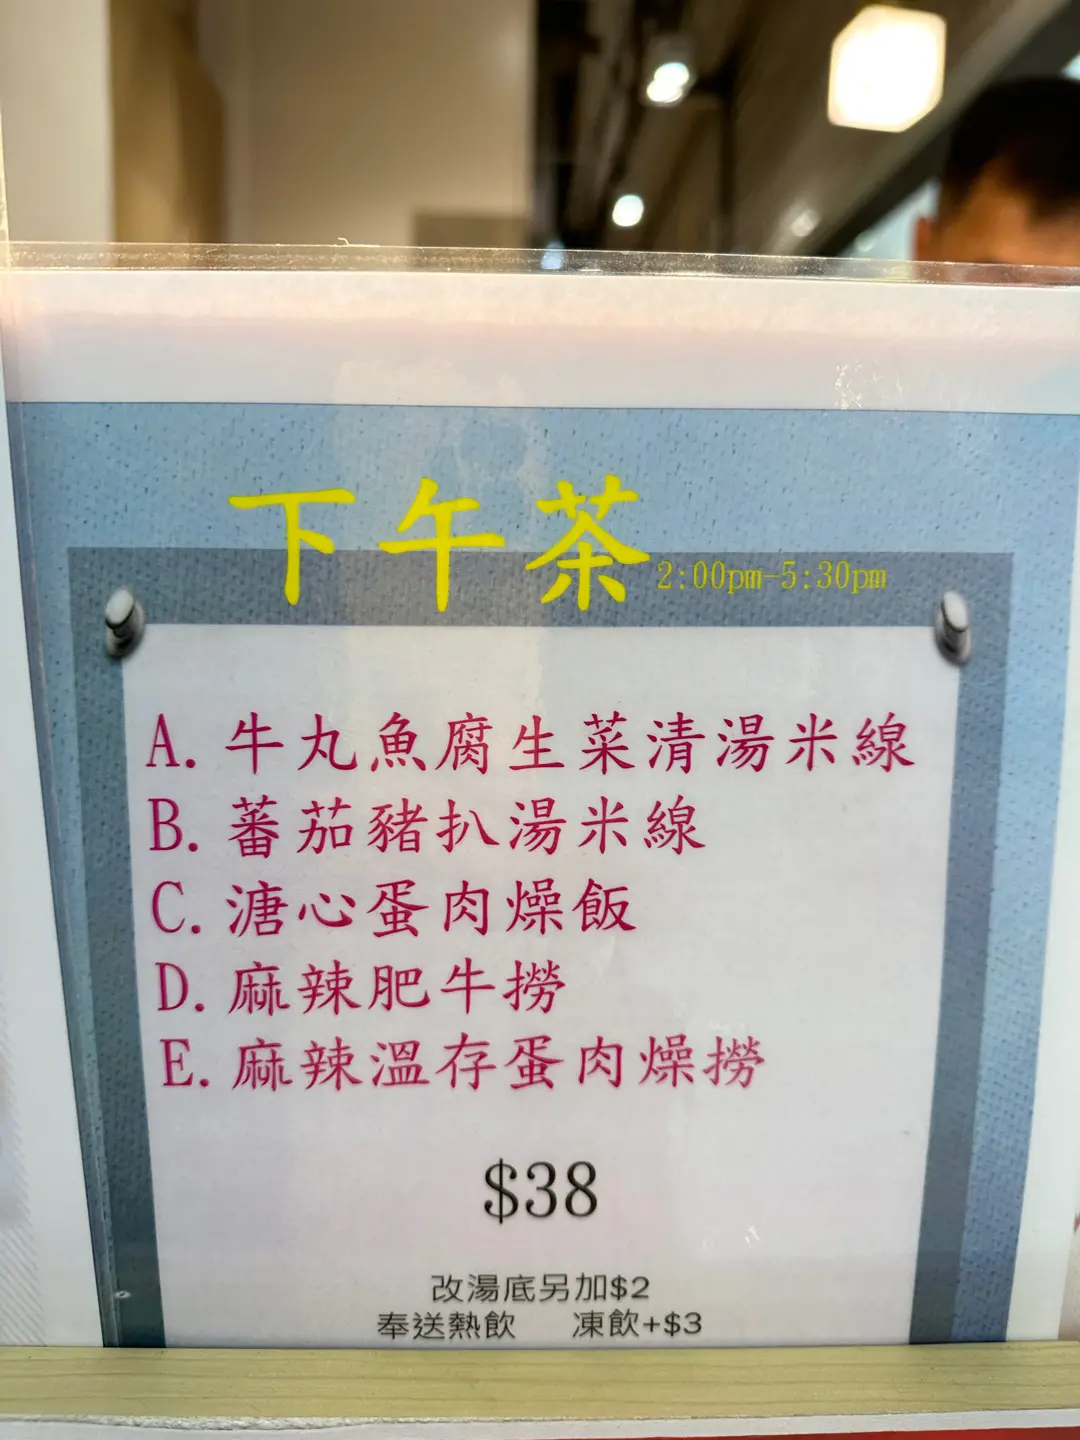 下午茶 2:00pm-5:30pm
A. 牛丸魚腐生菜清湯米線
B. 蕃茄豬扒湯米線
C. 溏心蛋肉燥飯
D. 麻辣肥牛撈
E. 麻辣溫存蛋肉燥撈
$38
改湯底另加$2
奉送熱飲 凍飲+$3